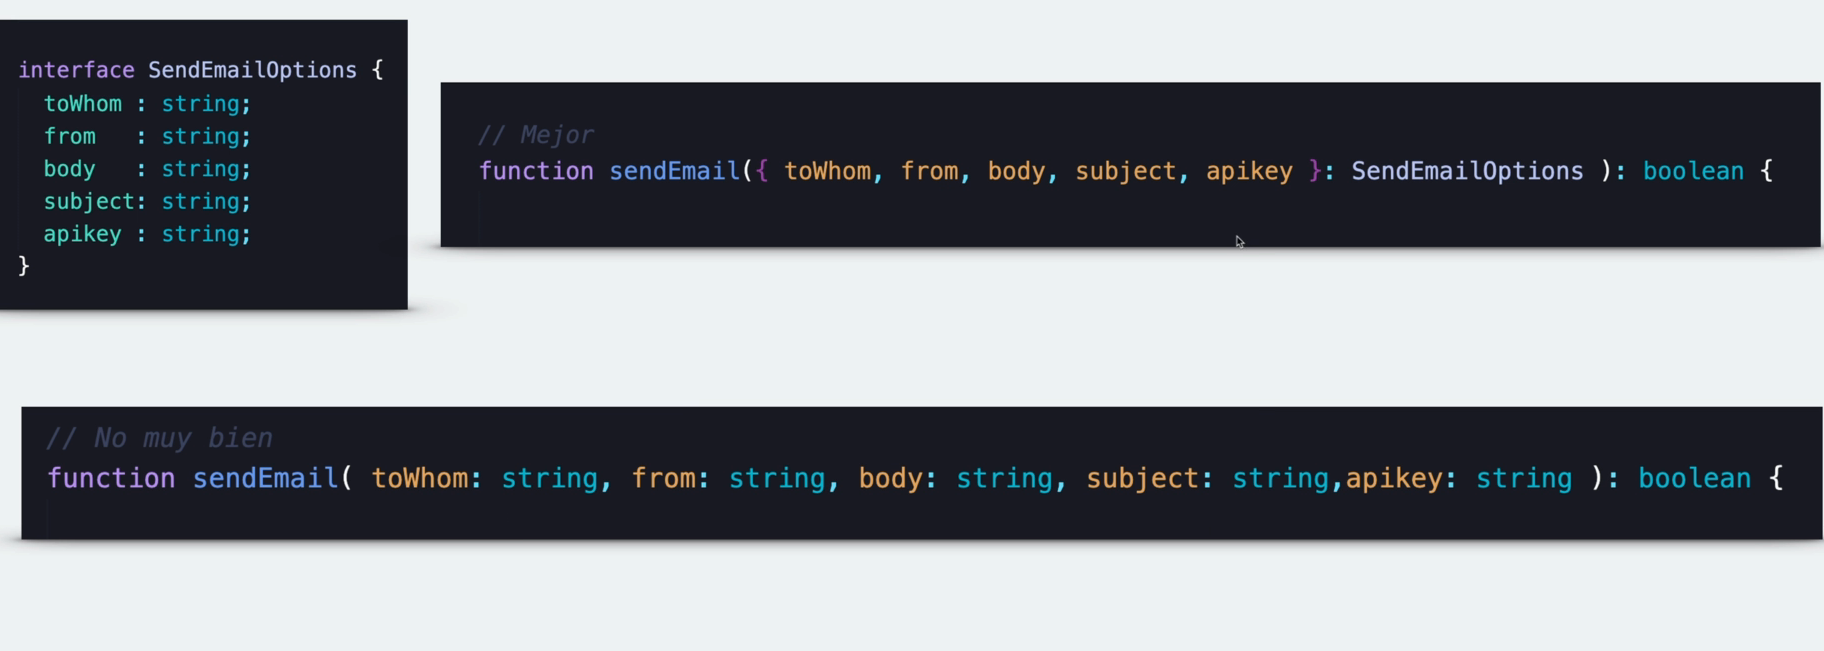 interface SendEmailOptions {
  toWhom : string;
  from   : string;
  body   : string;
  subject: string;
  apikey : string;
}
// Mejor
function sendEmail({ toWhom, from, body, subject, apikey }: SendEmailOptions ): boolean {
// No muy bien
function sendEmail( toWhom: string, from: string, body: string, subject: string,apikey: string ): boolean {